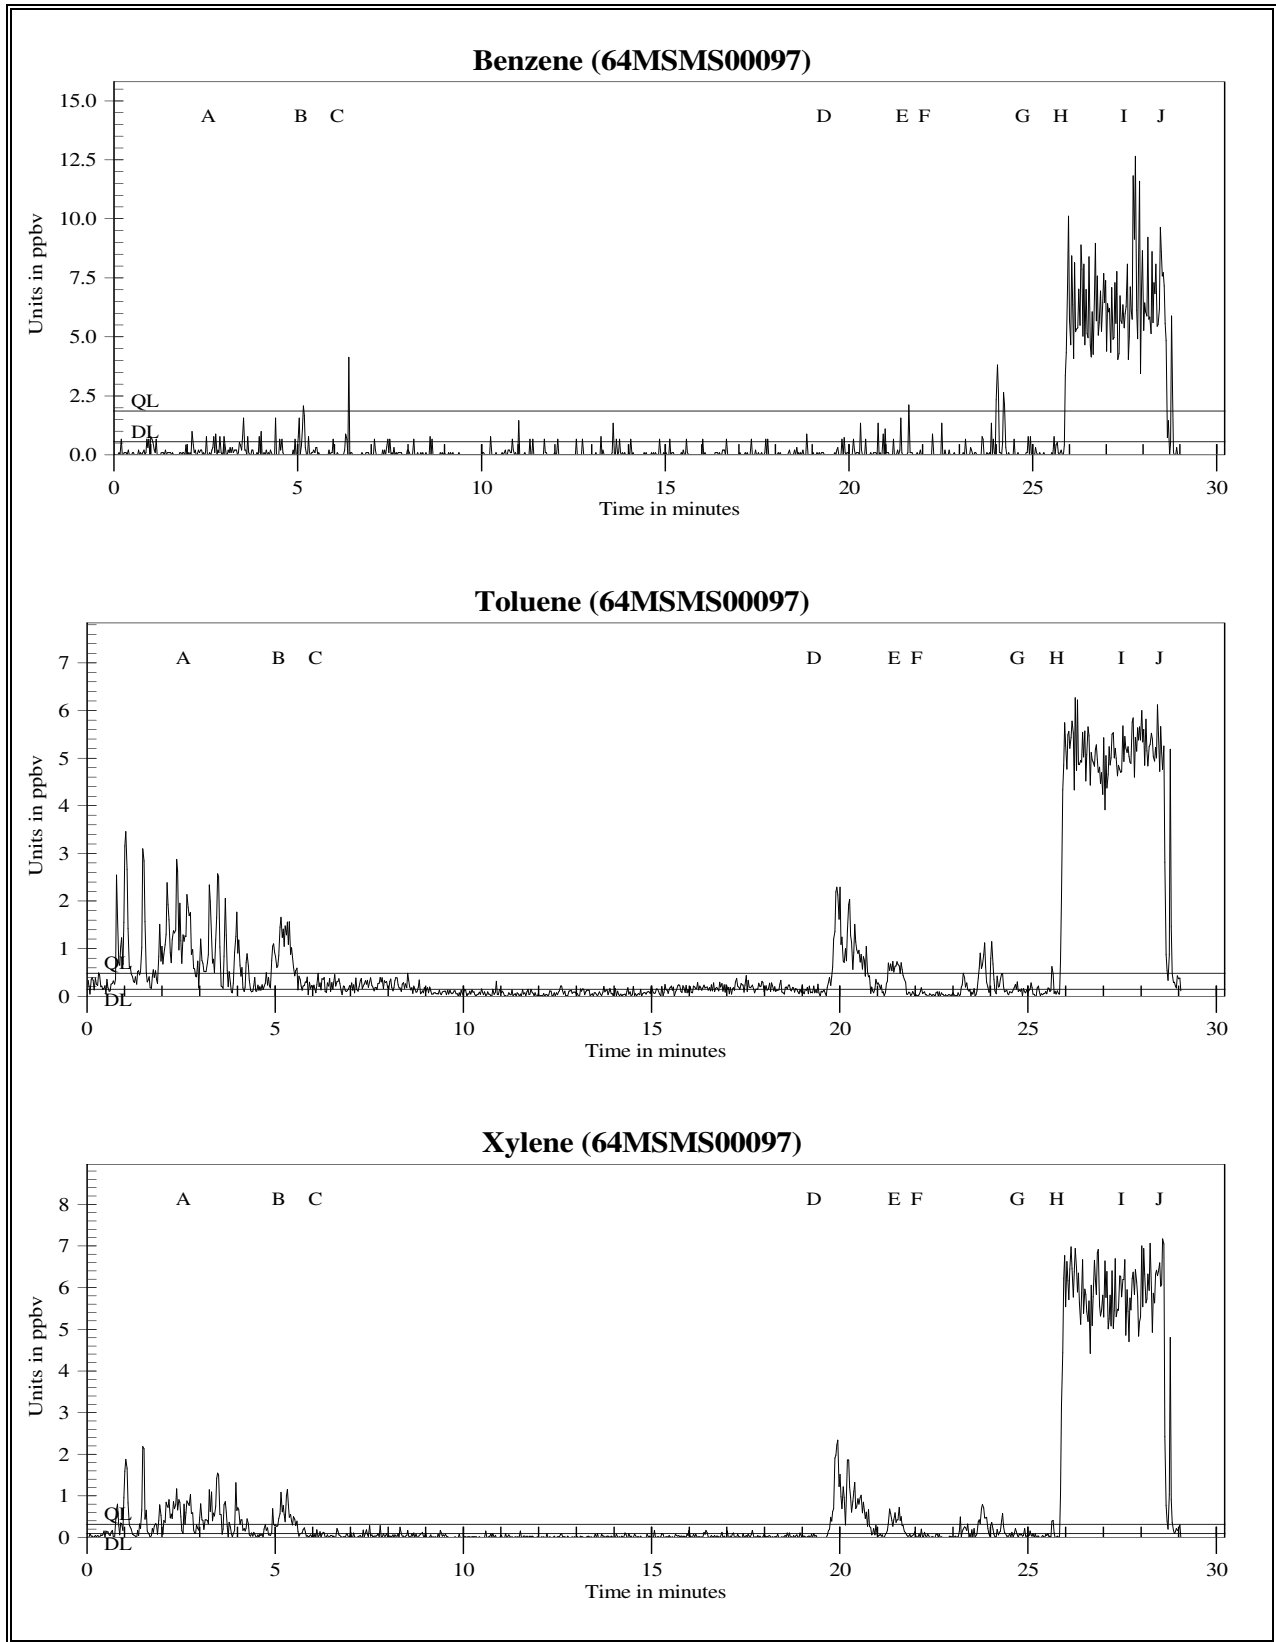 Benzene (64MSMS00097)
15.0
A B C D E F G H I J
12.5
10.0
Units in ppbv
7.5
5.0
2.5
QL
DL
0.0
0 5 10 15 20 25 30
Time in minutes
Toluene (64MSMS00097)
A B C D E F G H I J
7
6
5
Units in ppbv
4
3
2
1
QL
0
DL
0 5 10 15 20 25 30
Time in minutes
Xylene (64MSMS00097)
A B C D E F G H I J
8
7
6
5
Units in ppbv
4
3
2
1
QL
0
DL
0 5 10 15 20 25 30
Time in minutes